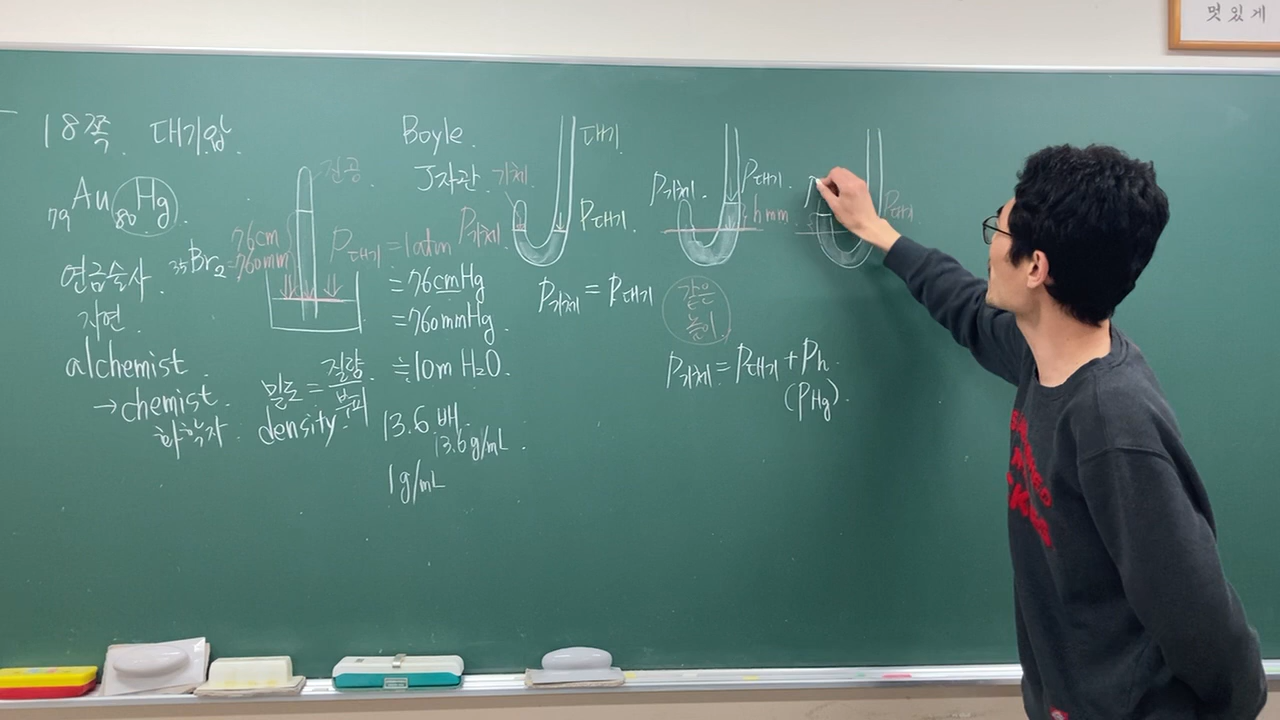 18쪽. 대기압.
79Au 80Hg.
35Br2
연금술사.
자연.
alchemist.
→chemist.
화학자.
진공.
76cm
=760mm
P대기=1atm
=76cmHg
=760mmHg.
≒10m H2O.
밀도=질량/부피
density.
13.6배.
13.6g/mL.
1g/mL
Boyle.
J자관.
기체.
대기.
P기체.
P대기.
P기체=P대기
P기체.
P대기.
h mm.
같은
높이.
P기체=P대기+Ph.
(PHg).
P대기.
멋있게